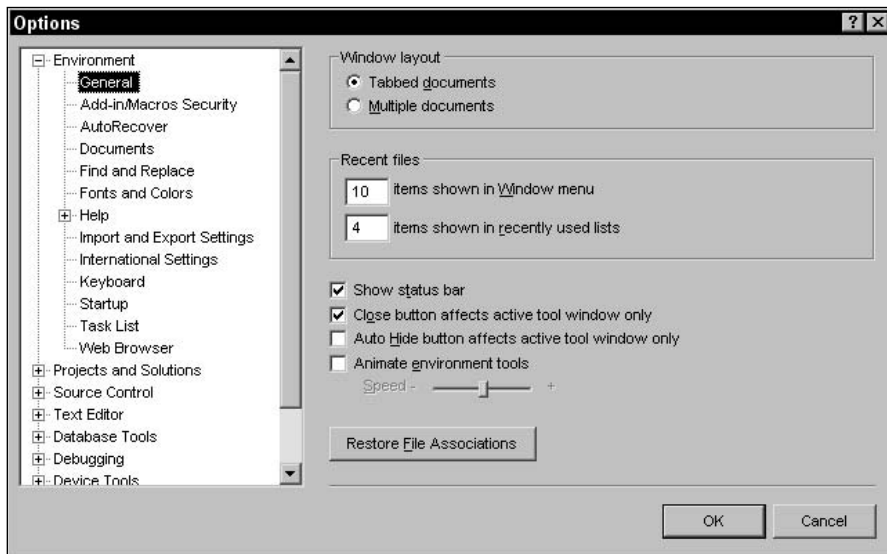 Options
Environment
General
Add-in/Macros Security
AutoRecover
Documents
Find and Replace
Fonts and Colors
Help
Import and Export Settings
International Settings
Keyboard
Startup
Task List
Web Browser
Projects and Solutions
Source Control
Text Editor
Database Tools
Debugging
Device Tools
Window layout
Tabbed documents
Multiple documents
Recent files
10 items shown in Window menu
4 items shown in recently used lists
Show status bar
Close button affects active tool window only
Auto Hide button affects active tool window only
Animate environment tools
Speed - +
Restore File Associations
OK Cancel